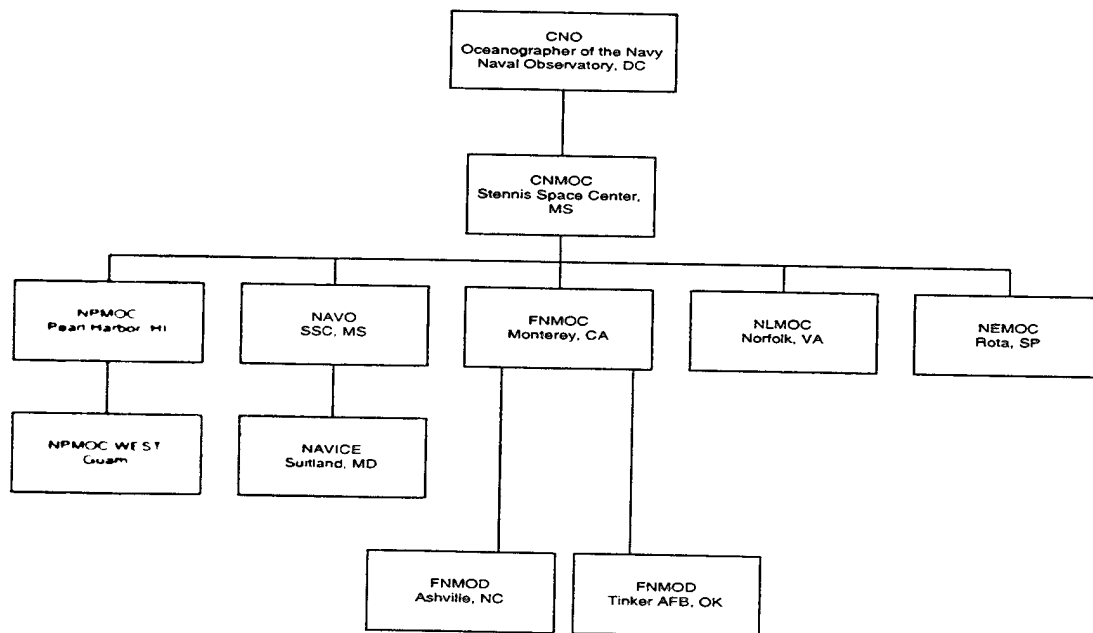 CNO
Oceanographer of the Navy
Naval Observatory, DC
CNMOC
Stennis Space Center,
MS
NPMOC
Pearl Harbor, HI
NAVO
SSC, MS
FNMOC
Monterey, CA
NLMOC
Norfolk, VA
NEMOC
Rota, SP
NPMOC WEST
Guam
NAVICE
Suitland, MD
FNMOD
Ashville, NC
FNMOD
Tinker AFB, OK